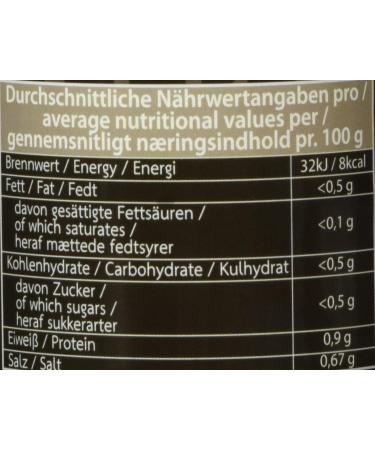 Durchschnittliche Nährwertangaben pro /
average nutritional values per /
gennemsnitligt næringsindhold pr. 100 g
Brennwert / Energy / Energi 32kJ / 8kcal
Fett / Fat / Fedt <0,5 g
davon gesättigte Fettsäuren /
of which saturates / <0,1 g
heraf mættede fedtsyrer
Kohlenhydrate / Carbohydrate / Kulhydrat <0,5 g
davon Zucker /
of which sugars / <0,5 g
heraf sukkerarter
Eiweiß / Protein 0,9 g
Salz / Salt 0,67 g